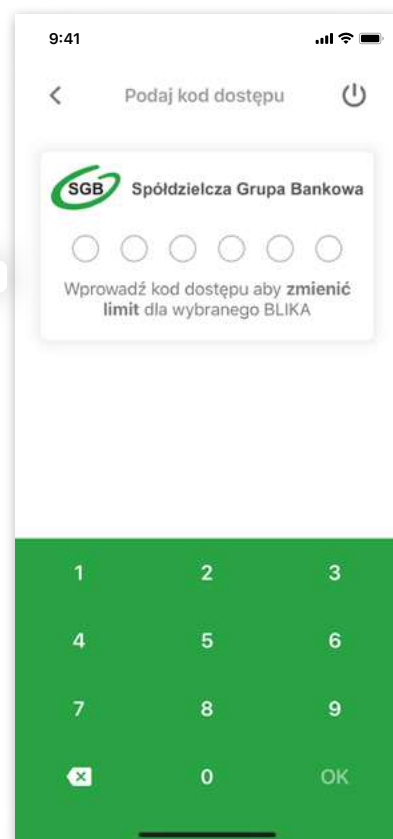 9:41
Podaj kod dostępu
SGB Spółdzielcza Grupa Bankowa
Wprowadź kod dostępu aby zmienić
limit dla wybranego BLIKA
1 2 3
4 5 6
7 8 9
0 OK